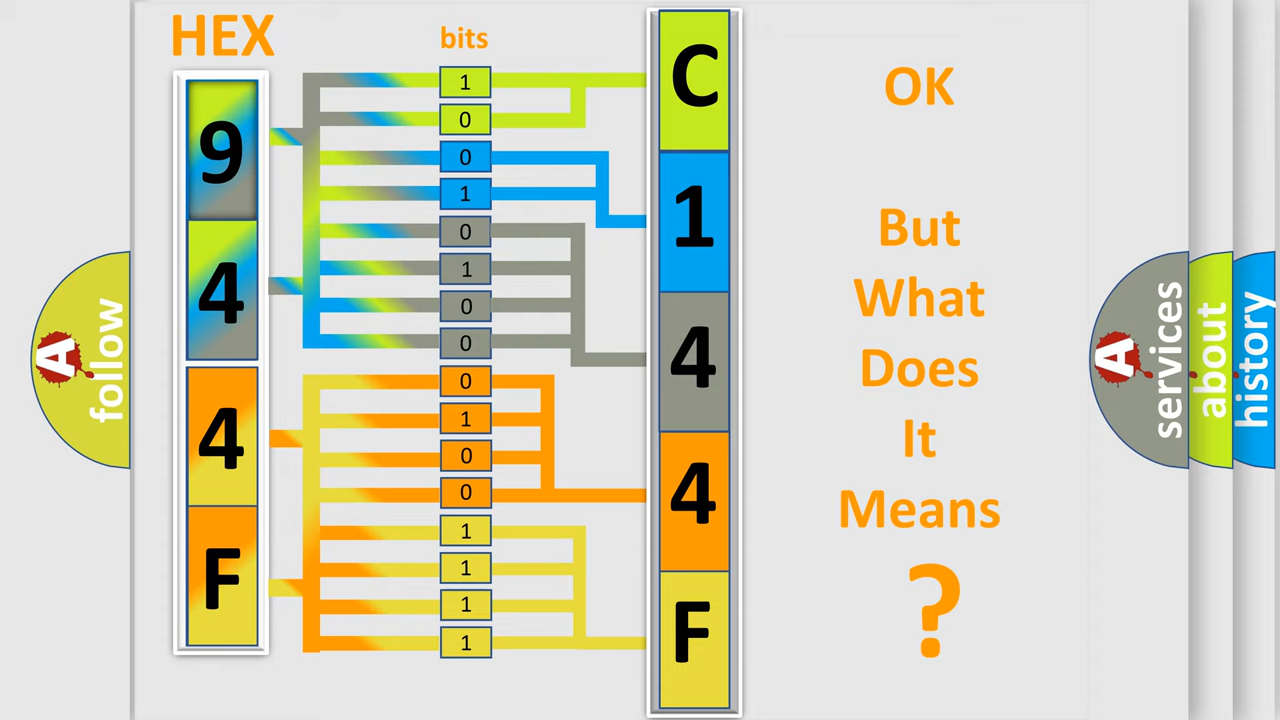 HEX
bits
9
4
4
F
1
0
0
1
0
1
0
0
0
1
0
0
1
1
1
1
C
1
4
4
F
OK
But
What
Does
It
Means
?
A
follow
A
services
about
history